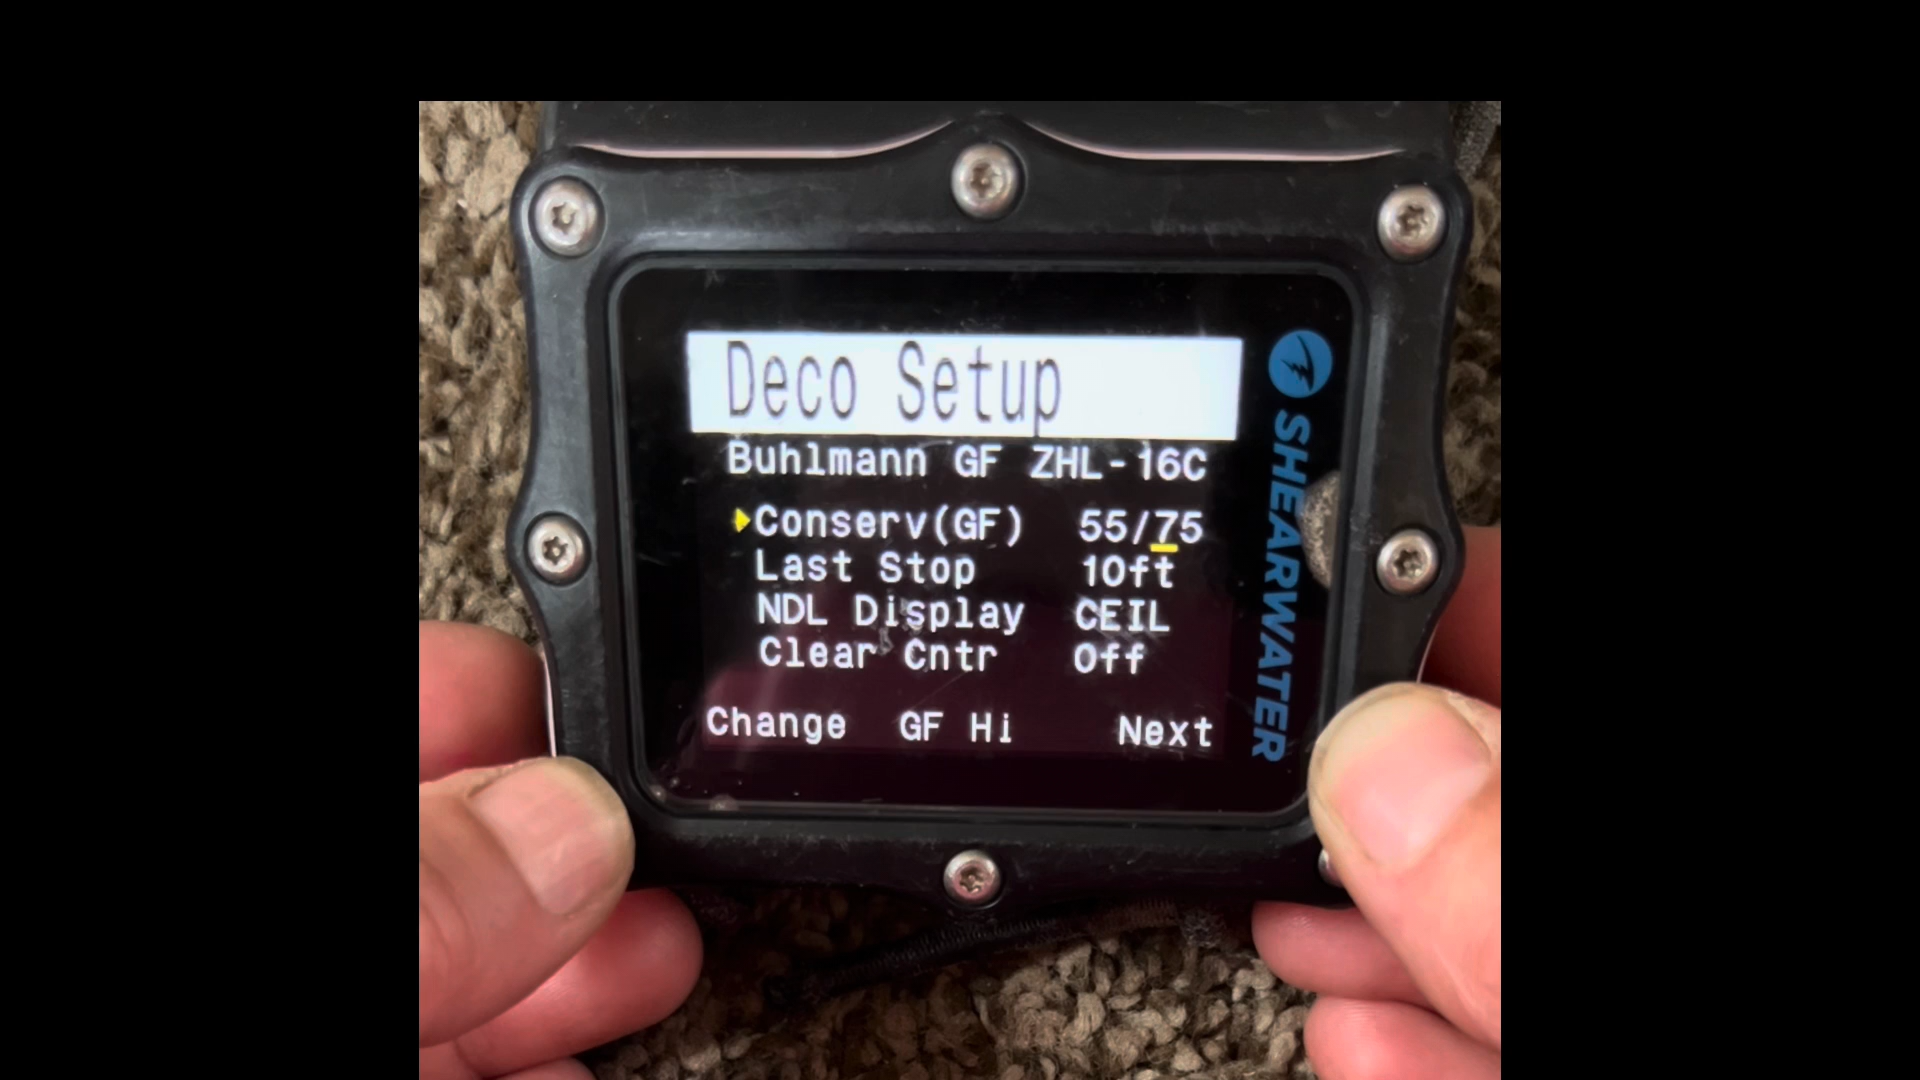 Deco Setup
Buhlmann GF ZHL-16C
Conserv(GF) 55/75
Last Stop 10ft
NDL Display CEIL
Clear Cntr Off
Change GF Hi Next
SHEARWATER